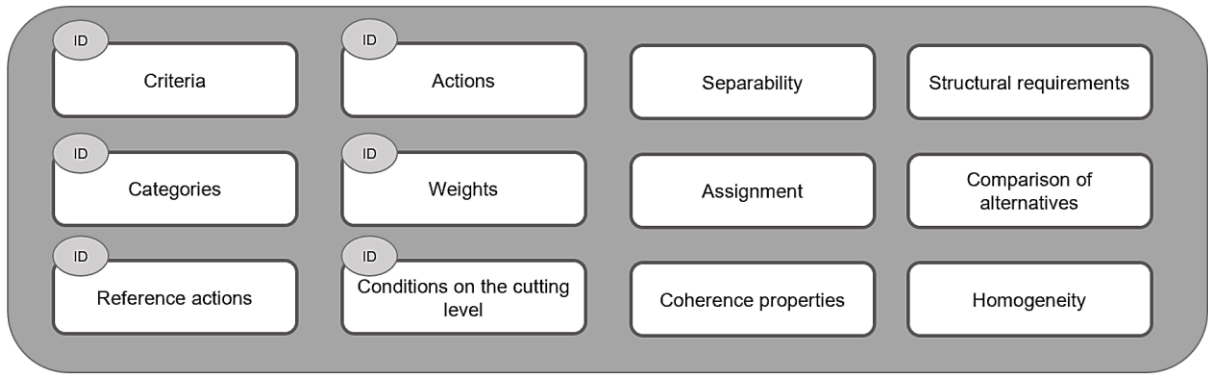 ID
Criteria
ID
Actions
Separability
Structural requirements
ID
Categories
ID
Weights
Assignment
Comparison of
alternatives
ID
Reference actions
ID
Conditions on the cutting
level
Coherence properties
Homogeneity